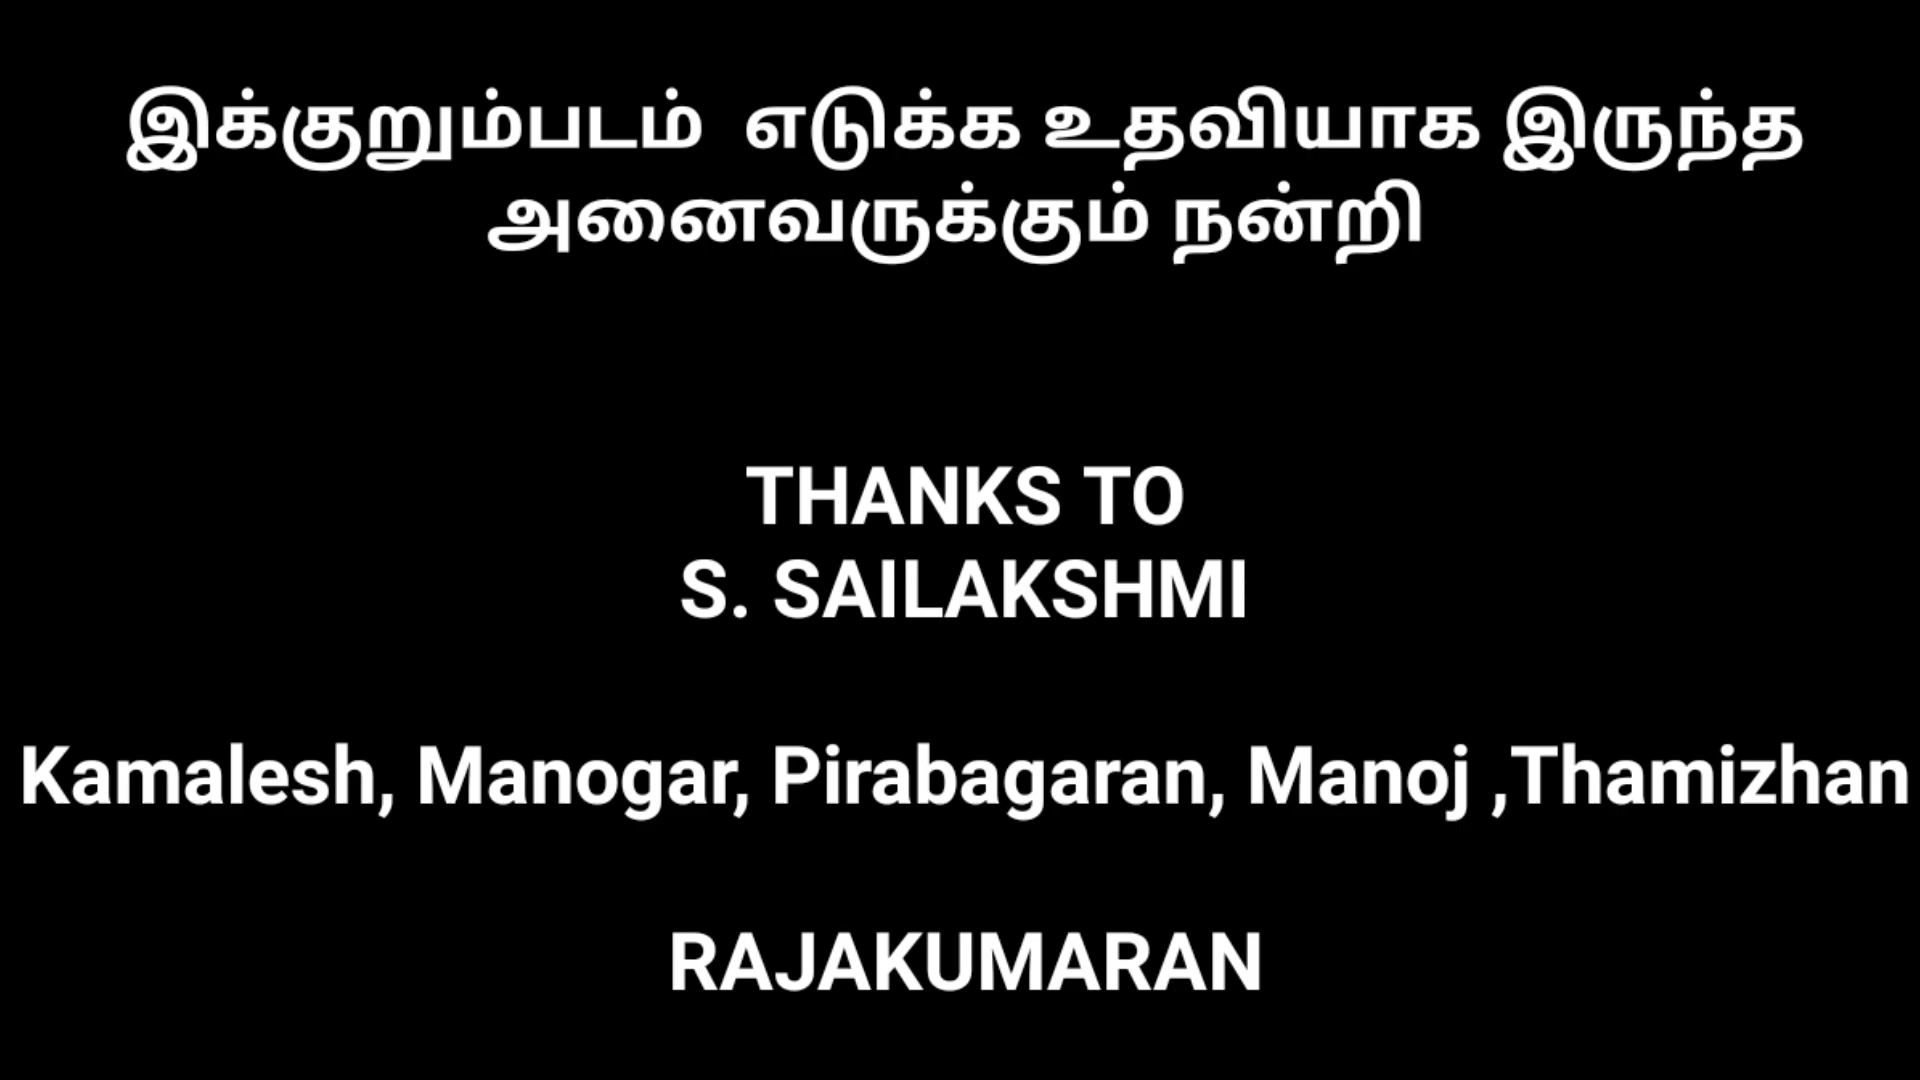 இக்குறும்படம்  எடுக்க உதவியாக இருந்த
அனைவருக்கும் நன்றி
THANKS TO
S. SAILAKSHMI
Kamalesh, Manogar, Pirabagaran, Manoj ,Thamizhan
RAJAKUMARAN